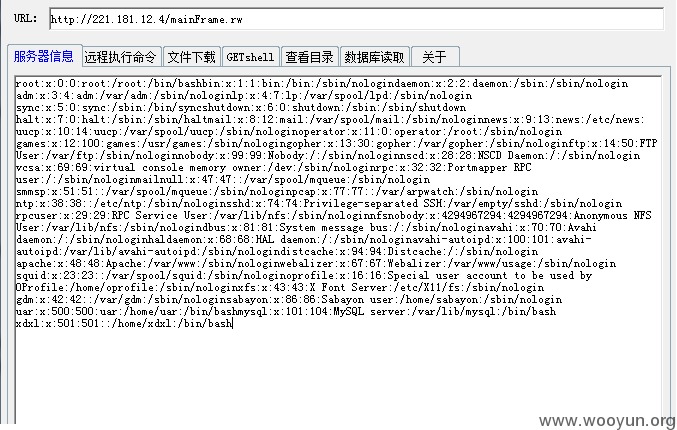 URL: http://221.181.12.4/mainFrame.rw
服务器信息 远程执行命令 文件下载 GETshell 查看目录 数据库读取 关于
root:x:0:0:root:/root:/bin/bashbin:x:1:1:bin:/bin:/sbin/nologindaemon:x:2:2:daemon:/sbin:/sbin/nologin
adm:x:3:4:adm:/var/adm:/sbin/nologinlp:x:4:7:lp:/var/spool/lpd:/sbin/nologin
sync:x:5:0:sync:/sbin:/bin/syncshutdown:x:6:0:shutdown:/sbin:/sbin/shutdown
halt:x:7:0:halt:/sbin:/sbin/haltmail:x:8:12:mail:/var/spool/mail:/sbin/nologinnews:x:9:13:news:/etc/news:
uucp:x:10:14:uucp:/var/spool/uucp:/sbin/nologinoperator:x:11:0:operator:/root:/sbin/nologin
games:x:12:100:games:/usr/games:/sbin/nologingopher:x:13:30:gopher:/var/gopher:/sbin/nologinftp:x:14:50:FTP
User:/var/ftp:/sbin/nologinnobody:x:99:99:Nobody:/:/sbin/nologinnscd:x:28:28:NSCD Daemon:/:/sbin/nologin
vcsa:x:69:69:virtual console memory owner:/dev:/sbin/nologinrpc:x:32:32:Portmapper RPC
user:/:/sbin/nologinmailnull:x:47:47::/var/spool/mqueue:/sbin/nologin
smmsp:x:51:51::/var/spool/mqueue:/sbin/nologinpcap:x:77:77::/var/arpwatch:/sbin/nologin
ntp:x:38:38::/etc/ntp:/sbin/nologinsshd:x:74:74:Privilege-separated SSH:/var/empty/sshd:/sbin/nologin
rpcuser:x:29:29:RPC Service User:/var/lib/nfs:/sbin/nologinnfsnobody:x:4294967294:4294967294:Anonymous NFS
User:/var/lib/nfs:/sbin/nologindbus:x:81:81:System message bus:/:/sbin/nologinavahi:x:70:70:Avahi
daemon:/:/sbin/nologinhaldaemon:x:68:68:HAL daemon:/:/sbin/nologinavahi-autoipd:x:100:101:avahi-
autoipd:/var/lib/avahi-autoipd:/sbin/nologindistcache:x:94:94:Distcache:/:/sbin/nologin
apache:x:48:48:Apache:/var/www:/sbin/nologinwebalizer:x:67:67:Webalizer:/var/www/usage:/sbin/nologin
squid:x:23:23::/var/spool/squid:/sbin/nologinoprofile:x:16:16:Special user account to be used by
OProfile:/home/oprofile:/sbin/nologinxfs:x:43:43:X Font Server:/etc/X11/fs:/sbin/nologin
gdm:x:42:42::/var/gdm:/sbin/nologinsabayon:x:86:86:Sabayon user:/home/sabayon:/sbin/nologin
uar:x:500:500:uar:/home/uar:/bin/bashmysql:x:101:104:MySQL server:/var/lib/mysql:/bin/bash
xdxl:x:501:501::/home/xdxl:/bin/bash
www.wooyun.org